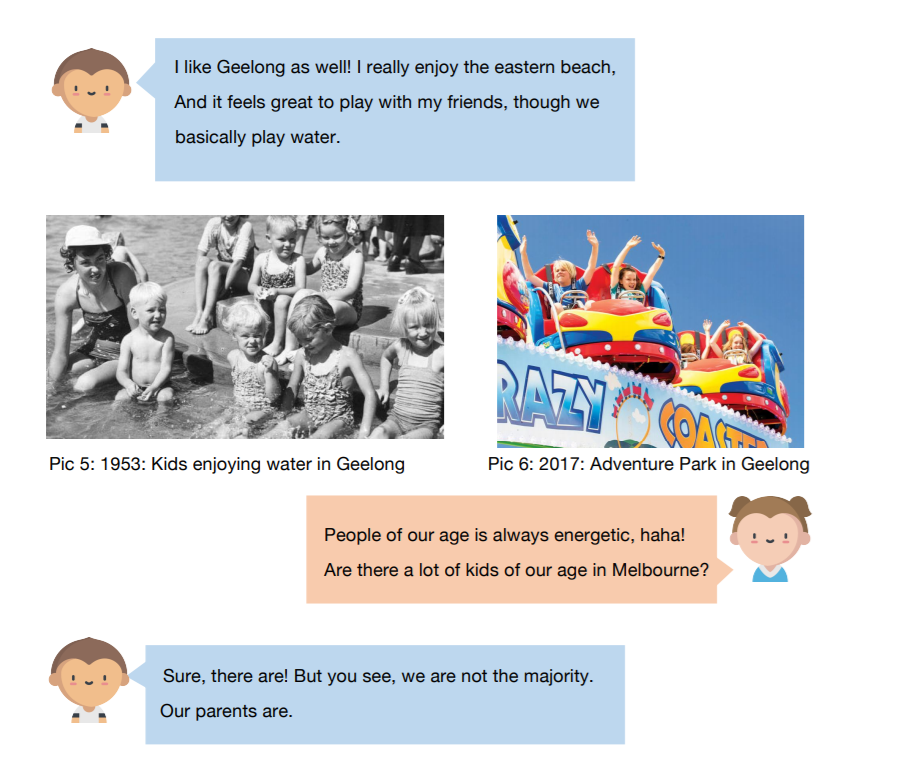 I like Geelong as well! I really enjoy the eastern beach,
And it feels great to play with my friends, though we
basically play water.
RAZY
COASTE
Pic 5: 1953: Kids enjoying water in Geelong
Pic 6: 2017: Adventure Park in Geelong
People of our age is always energetic, haha!
Are there a lot of kids of our age in Melbourne?
Sure, there are! But you see, we are not the majority.
Our parents are.